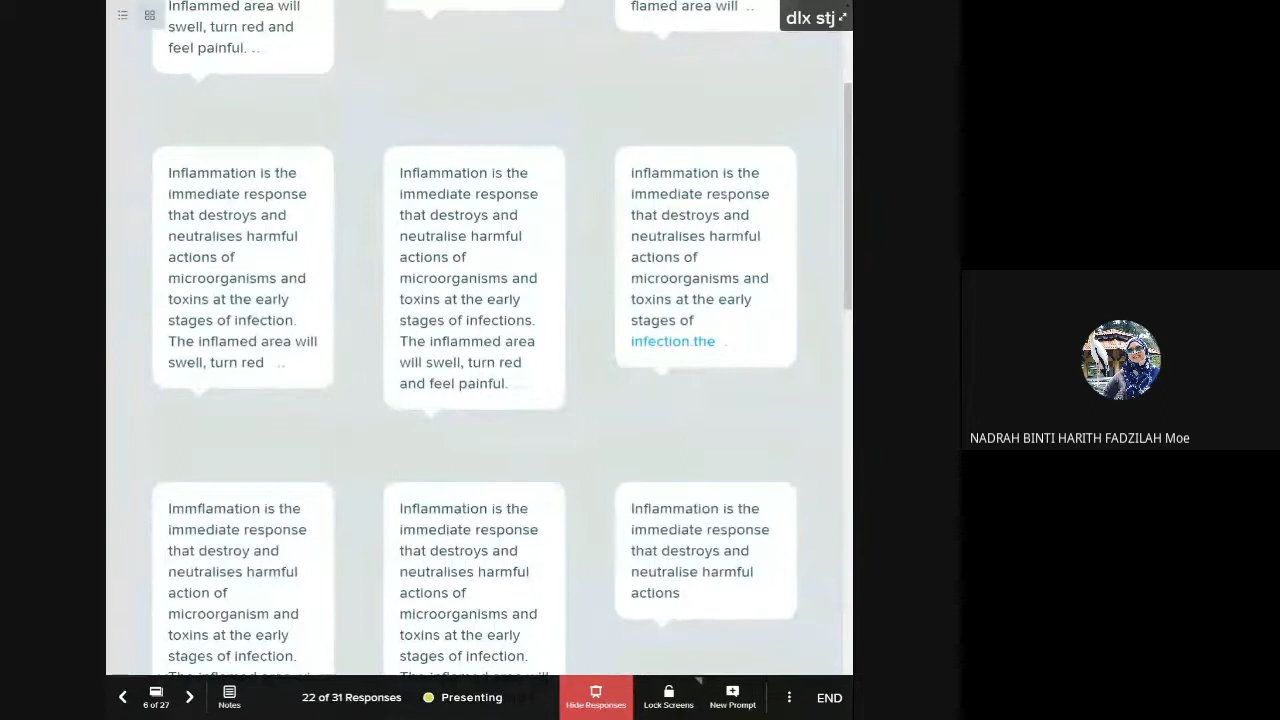 Inflammed area will
swell, turn red and
feel painful. ...
flamed area will ..
dlx stj
Inflammation is the
immediate response
that destroys and
neutralises harmful
actions of
microorganisms and
toxins at the early
stages of infection.
The inflamed area will
swell, turn red ..
Inflammation is the
immediate response
that destroys and
neutralise harmful
actions of
microorganisms and
toxins at the early
stages of infections.
The inflammed area
will swell, turn red
and feel painful.
inflammation is the
immediate response
that destroys and
neutralises harmful
actions of
microorganisms and
toxins at the early
stages of
infection.the .
Immflamation is the
immediate response
that destroy and
neutralises harmful
action of
microorganism and
toxins at the early
stages of infection.
Inflammation is the
immediate response
that destroys and
neutralises harmful
actions of
microorganisms and
toxins at the early
stages of infection.
The inflamed area will
Inflammation is the
immediate response
that destroys and
neutralise harmful
actions
NADRAH BINTI HARITH FADZILAH Moe
6 of 27
Notes
22 of 31 Responses
Presenting
Hide Responses
Lock Screens
New Prompt
END